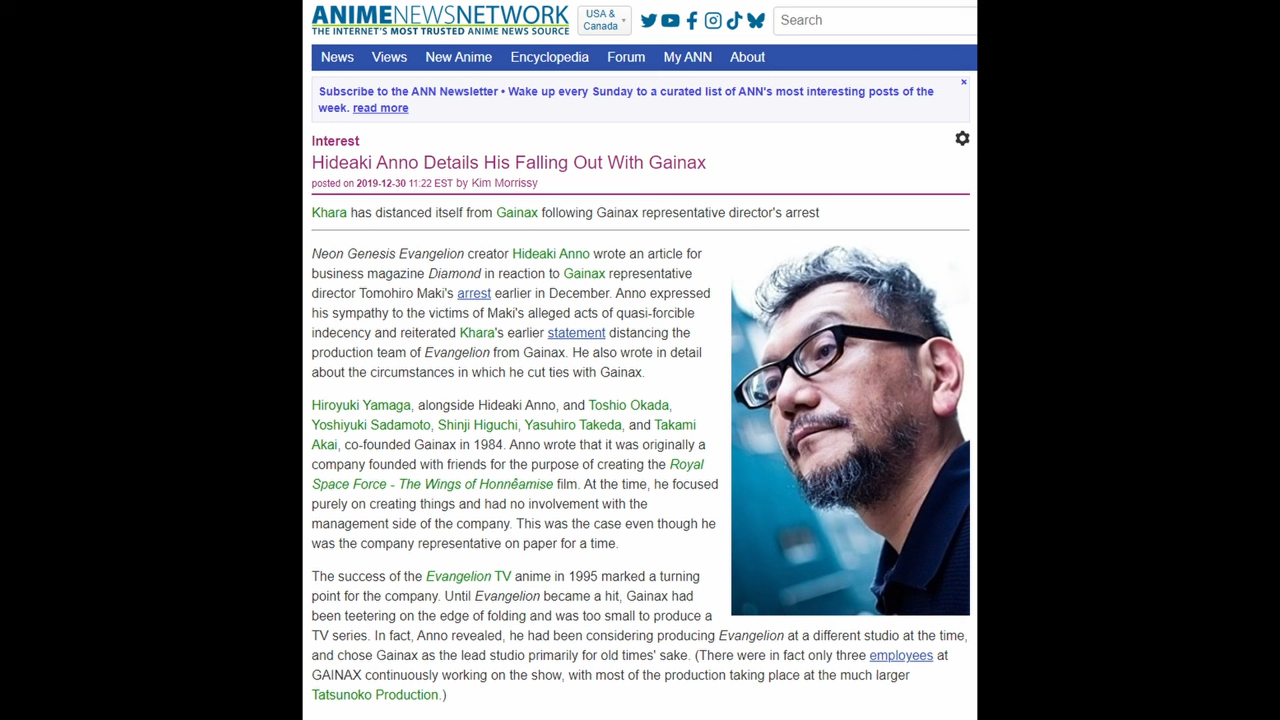 ANIMENEWSNETWORK
THE INTERNET'S MOST TRUSTED ANIME NEWS SOURCE
USA &
Canada
Search
News Views New Anime Encyclopedia Forum My ANN About
Subscribe to the ANN Newsletter • Wake up every Sunday to a curated list of ANN's most interesting posts of the
week. read more
×
Interest
Hideaki Anno Details His Falling Out With Gainax
posted on 2019-12-30 11:22 EST by Kim Morrissy
Khara has distanced itself from Gainax following Gainax representative director's arrest
Neon Genesis Evangelion creator Hideaki Anno wrote an article for
business magazine Diamond in reaction to Gainax representative
director Tomohiro Maki's arrest earlier in December. Anno expressed
his sympathy to the victims of Maki's alleged acts of quasi-forcible
indecency and reiterated Khara's earlier statement distancing the
production team of Evangelion from Gainax. He also wrote in detail
about the circumstances in which he cut ties with Gainax.
Hiroyuki Yamaga, alongside Hideaki Anno, and Toshio Okada,
Yoshiyuki Sadamoto, Shinji Higuchi, Yasuhiro Takeda, and Takami
Akai, co-founded Gainax in 1984. Anno wrote that it was originally a
company founded with friends for the purpose of creating the Royal
Space Force - The Wings of Honnêamise film. At the time, he focused
purely on creating things and had no involvement with the
management side of the company. This was the case even though he
was the company representative on paper for a time.
The success of the Evangelion TV anime in 1995 marked a turning
point for the company. Until Evangelion became a hit, Gainax had
been teetering on the edge of folding and was too small to produce a
TV series. In fact, Anno revealed, he had been considering producing Evangelion at a different studio at the time,
and chose Gainax as the lead studio primarily for old times' sake. (There were in fact only three employees at
GAINAX continuously working on the show, with most of the production taking place at the much larger
Tatsunoko Production.)